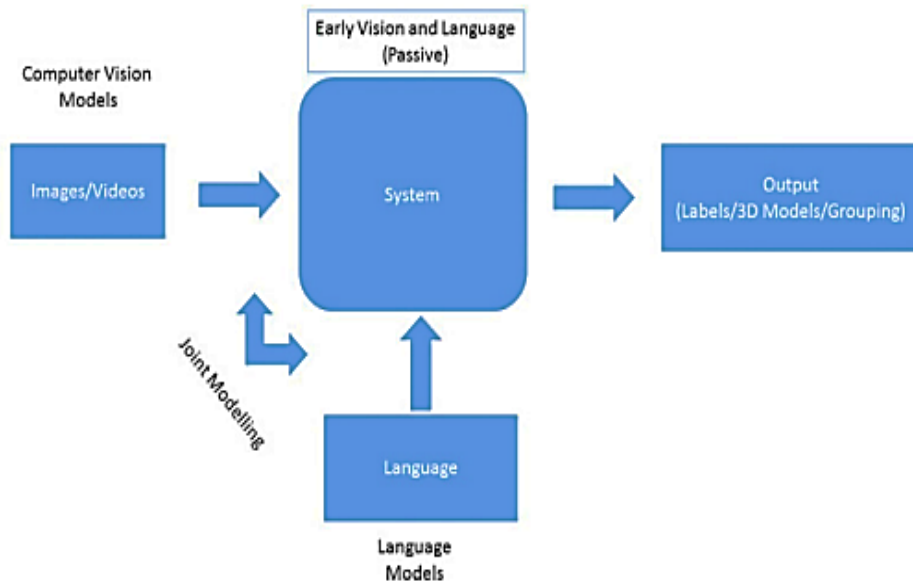 Early Vision and Language
(Passive)
Computer Vision
Models
Images/Videos
System
Output
(Labels/3D Models/Grouping)
Joint Modelling
Language
Language
Models